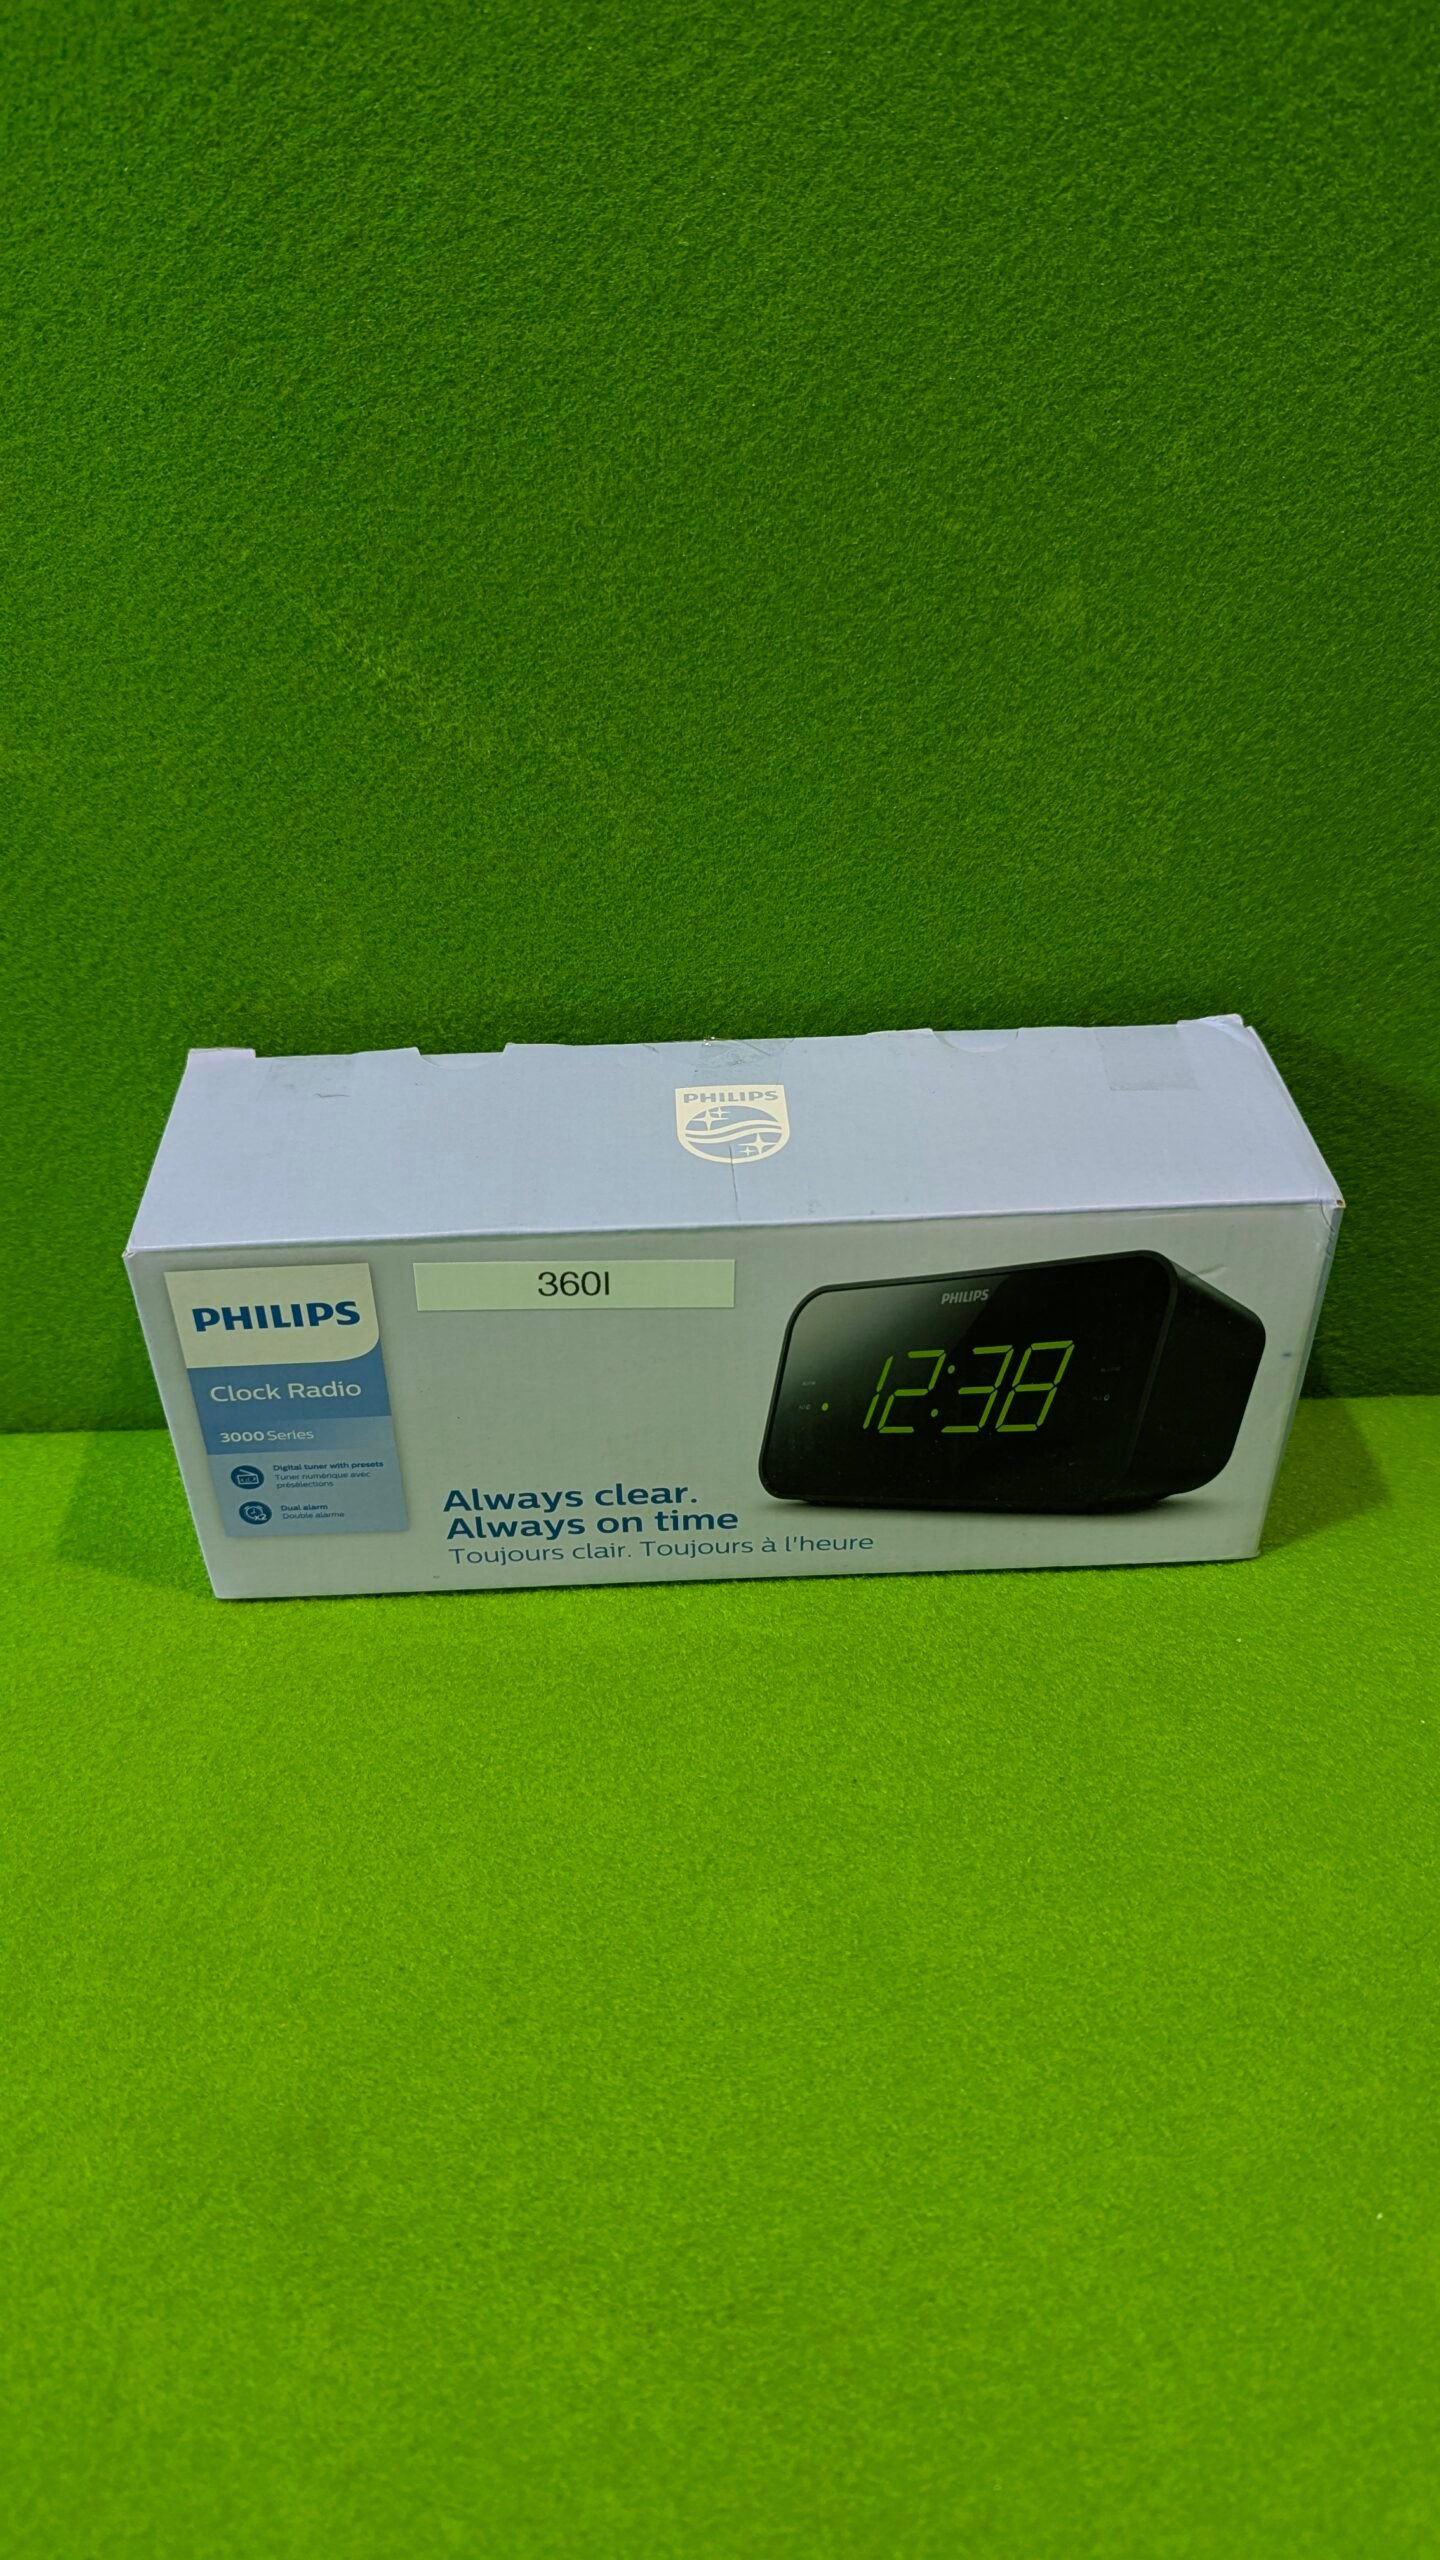 PHILIPS
PHILIPS
Clock Radio
3000 Series
Digital tuner with presets
Tuner numérique avec
présélections
Dual alarm
Double alarme
360I
Always clear.
Always on time
Toujours clair. Toujours à l'heure
PHILIPS
12:38